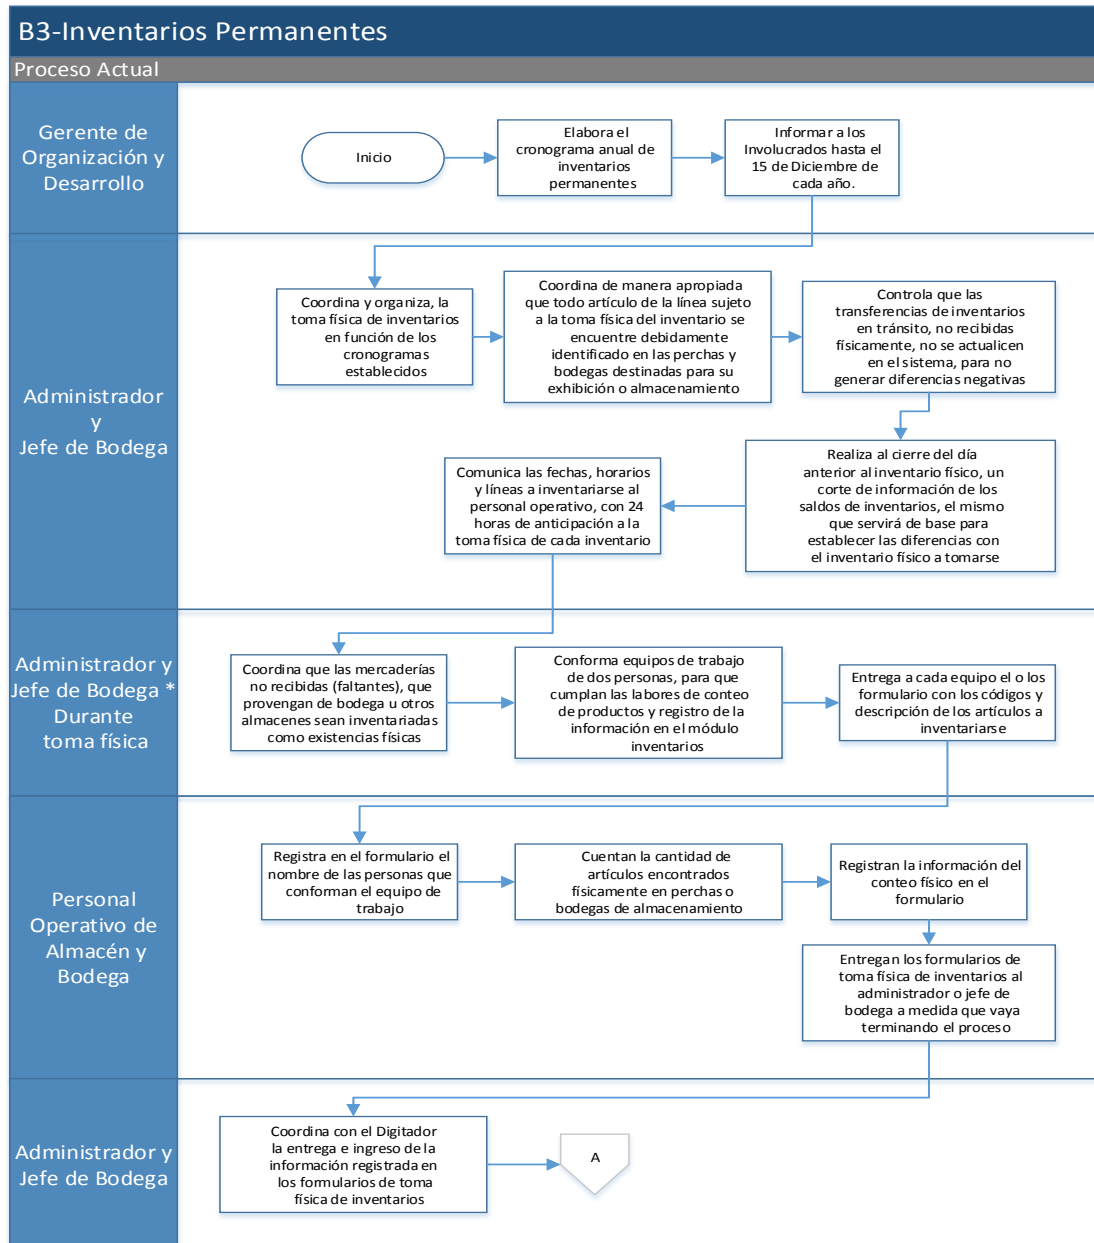 B3-Inventarios Permanentes
Proceso Actual
Gerente de
Organización y
Desarrollo
Inicio
Elabora el
cronograma anual de
inventarios
permanentes
Informar a los
Involucrados hasta el
15 de Diciembre de
cada año.
Administrador
y
Jefe de Bodega
Coordina y organiza, la
toma física de inventarios
en función de los
cronogramas
establecidos
Coordina de manera apropiada
que todo artículo de la línea sujeto
a la toma física del inventario se
encuentre debidamente
identificado en las perchas y
bodegas destinadas para su
exhibición o almacenamiento
Controla que las
transferencias de inventarios
en tránsito, no recibidas
físicamente, no se actualicen
en el sistema, para no
generar diferencias negativas
Realiza al cierre del día
anterior al inventario físico, un
corte de información de los
saldos de inventarios, el mismo
que servirá de base para
establecer las diferencias con
el inventario físico a tomarse
Comunica las fechas, horarios
y líneas a inventariarse al
personal operativo, con 24
horas de anticipación a la
toma física de cada inventario
Administrador y
Jefe de Bodega *
Durante
toma física
Coordina que las mercaderías
no recibidas (faltantes), que
provengan de bodega u otros
almacenes sean inventariadas
como existencias físicas
Conforma equipos de trabajo
de dos personas, para que
cumplan las labores de conteo
de productos y registro de la
información en el módulo
inventarios
Entrega a cada equipo el o los
formulario con los códigos y
descripción de los artículos a
inventariarse
Personal
Operativo de
Almacén y
Bodega
Registra en el formulario el
nombre de las personas que
conforman el equipo de
trabajo
Cuentan la cantidad de
artículos encontrados
físicamente en perchas o
bodegas de almacenamiento
Registran la información del
conteo físico en el
formulario
Entregan los formularios de
toma física de inventarios al
administrador o jefe de
bodega a medida que vaya
terminando el proceso
Administrador y
Jefe de Bodega
Coordina con el Digitador
la entrega e ingreso de la
información registrada en
los formularios de toma
física de inventarios
A